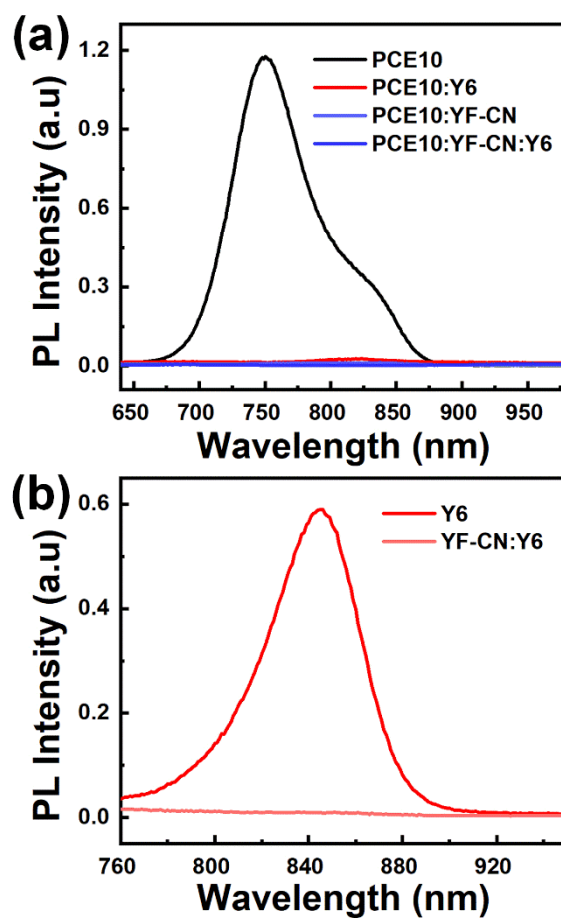 (a)
1.2
0.9
0.6
0.3
0.0
PL Intensity (a.u)
PCE10
PCE10:Y6
PCE10:YF-CN
PCE10:YF-CN:Y6
650 700 750 800 850 900 950
Wavelength (nm)
(b)
0.6
0.4
0.2
0.0
PL Intensity (a.u)
Y6
YF-CN:Y6
760 800 840 880 920
Wavelength (nm)